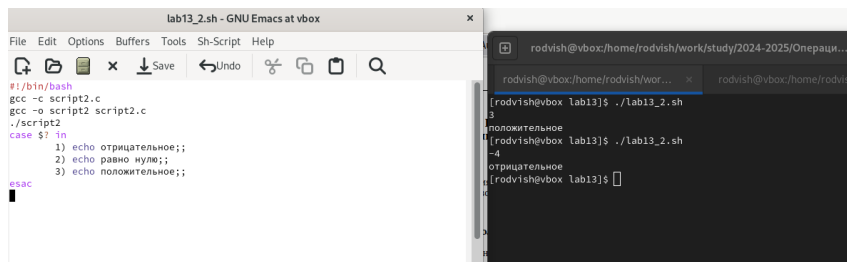 lab13_2.sh - GNU Emacs at vbox
File Edit Options Buffers Tools Sh-Script Help
Save Undo
#!/bin/bash
gcc -c script2.c
gcc -o script2 script2.c
./script2
case $? in
1) echo отрицательное;;
2) echo равно нулю;;
3) echo положительное;;
esac
rodvish@vbox:/home/rodvish/work/study/2024-2025/Операци...
rodvish@vbox:/home/rodvish/wor...
rodvish@vbox:/home/rodvis
[rodvish@vbox lab13]$ ./lab13_2.sh
3
положительное
[rodvish@vbox lab13]$ ./lab13_2.sh
-4
отрицательное
[rodvish@vbox lab13]$